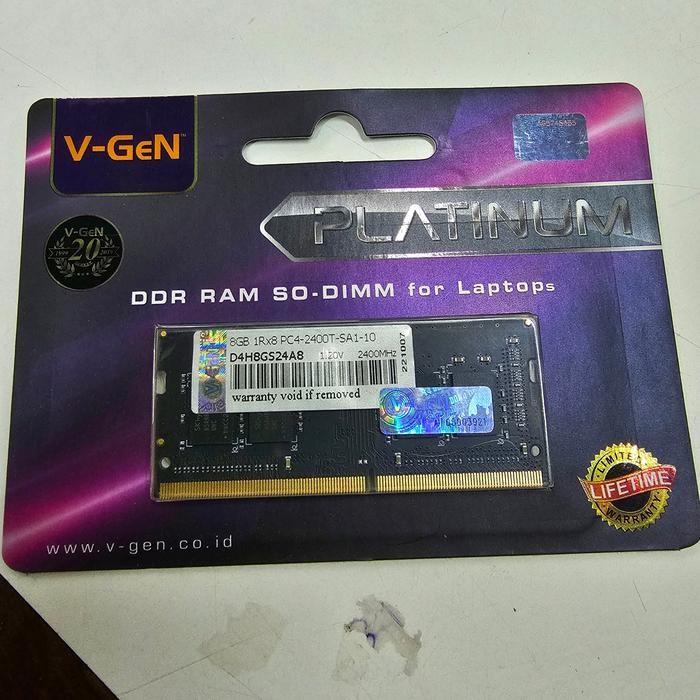 V-GeN™
V-GeN
20
PLATINUM
DDR RAM SO-DIMM for Laptops
8GB 1Rx8 PC4-2400T-SA1-10
D4H8GS24A8 1.20V 2400MHZ
221007
V-GeN
warranty void if removed
LIMITED
LIFETIME
WARRANTY
www.v-gen.co.id